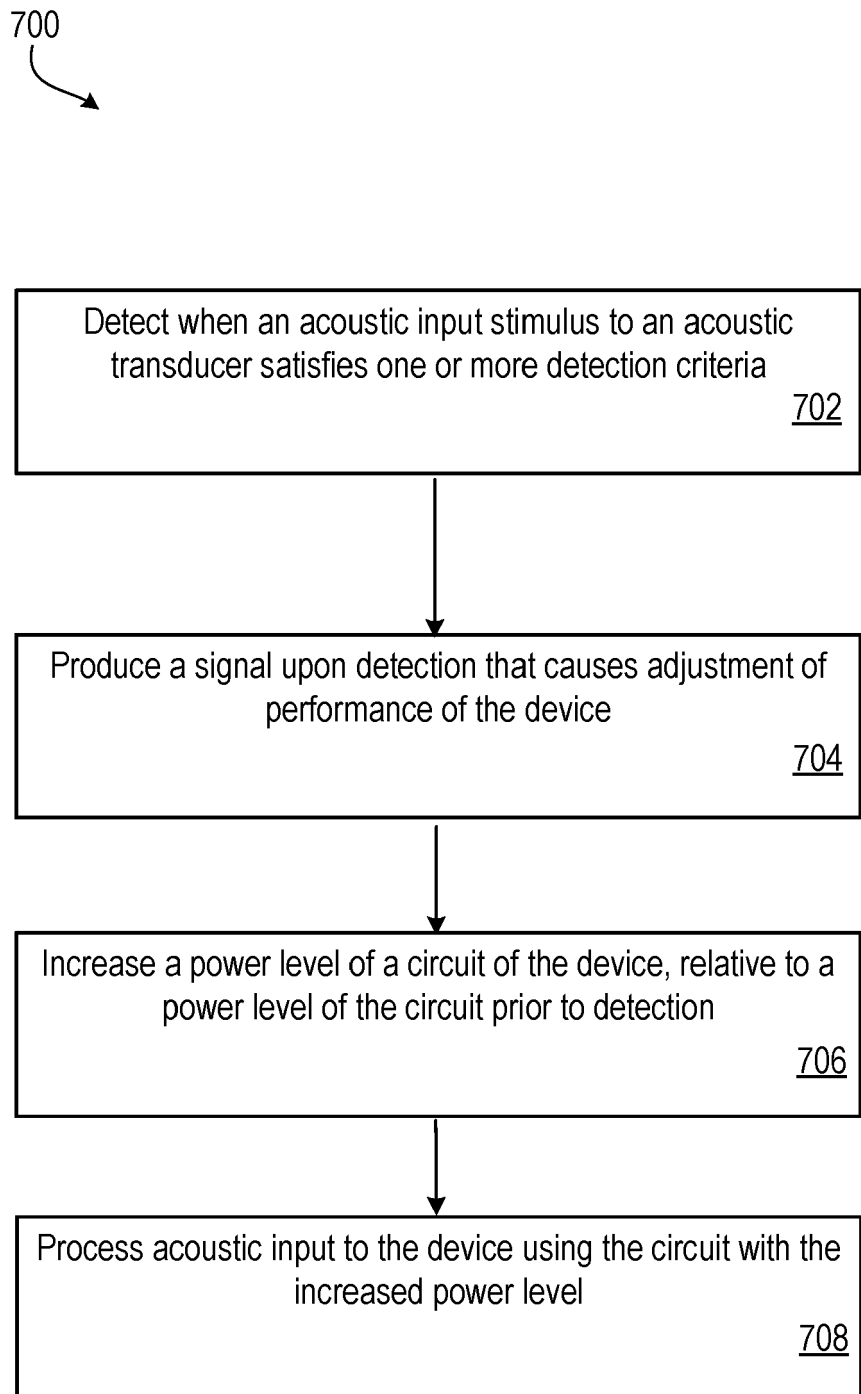 700
Detect when an acoustic input stimulus to an acoustic
transducer satisfies one or more detection criteria
702
Produce a signal upon detection that causes adjustment of
performance of the device
704
Increase a power level of a circuit of the device, relative to a
power level of the circuit prior to detection
706
Process acoustic input to the device using the circuit with the
increased power level
708